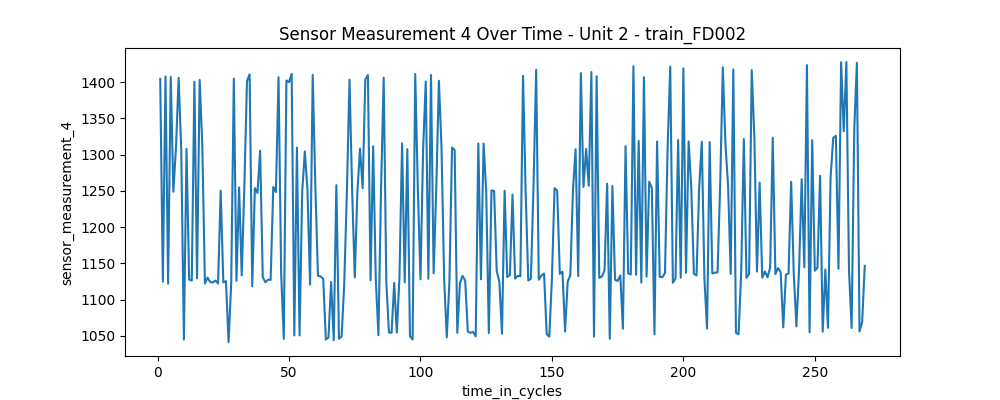 Sensor Measurement 4 Over Time - Unit 2 - train_FD002
1400
1350
1300
1250
1200
1150
1100
1050
sensor_measurement_4
0 50 100 150 200 250
time_in_cycles